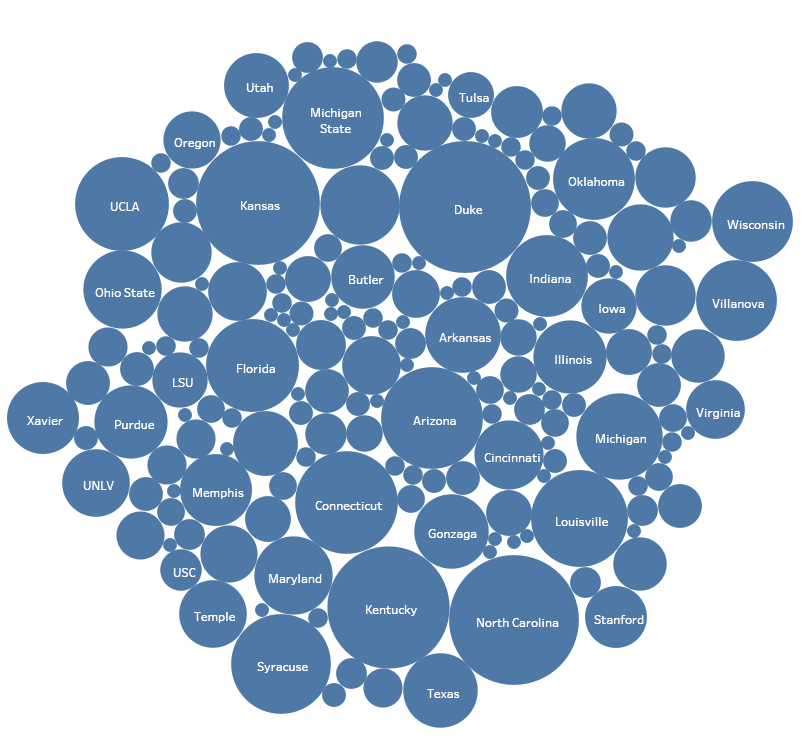 Utah
Tulsa
Michigan
State
Oregon
Oklahoma
UCLA
Kansas
Duke
Wisconsin
Butler
Indiana
Ohio State
Villanova
Iowa
Arkansas
Illinois
Florida
LSU
Virginia
Xavier
Purdue
Arizona
Michigan
Cincinnati
UNLV
Memphis
Connecticut
Louisville
Gonzaga
USC
Maryland
Kentucky
Temple
North Carolina
Stanford
Syracuse
Texas